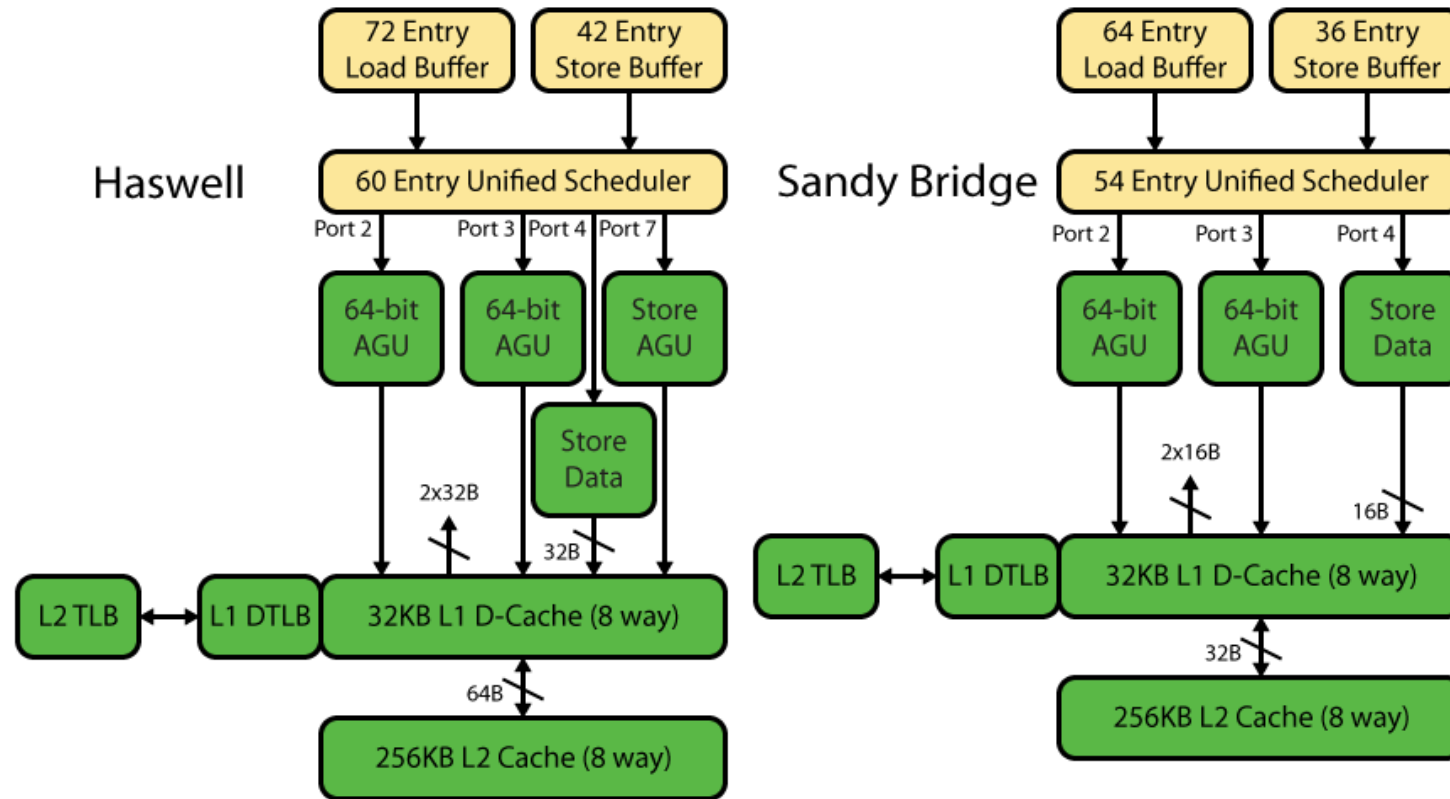 72 Entry
Load Buffer
42 Entry
Store Buffer
Haswell
60 Entry Unified Scheduler
Port 2
Port 3
Port 4
Port 7
64-bit
AGU
64-bit
AGU
Store
AGU
Store
Data
2x32B
32B
L2 TLB
L1 DTLB
32KB L1 D-Cache (8 way)
64B
256KB L2 Cache (8 way)
64 Entry
Load Buffer
36 Entry
Store Buffer
Sandy Bridge
54 Entry Unified Scheduler
Port 2
Port 3
Port 4
64-bit
AGU
64-bit
AGU
Store
Data
2x16B
16B
L2 TLB
L1 DTLB
32KB L1 D-Cache (8 way)
32B
256KB L2 Cache (8 way)